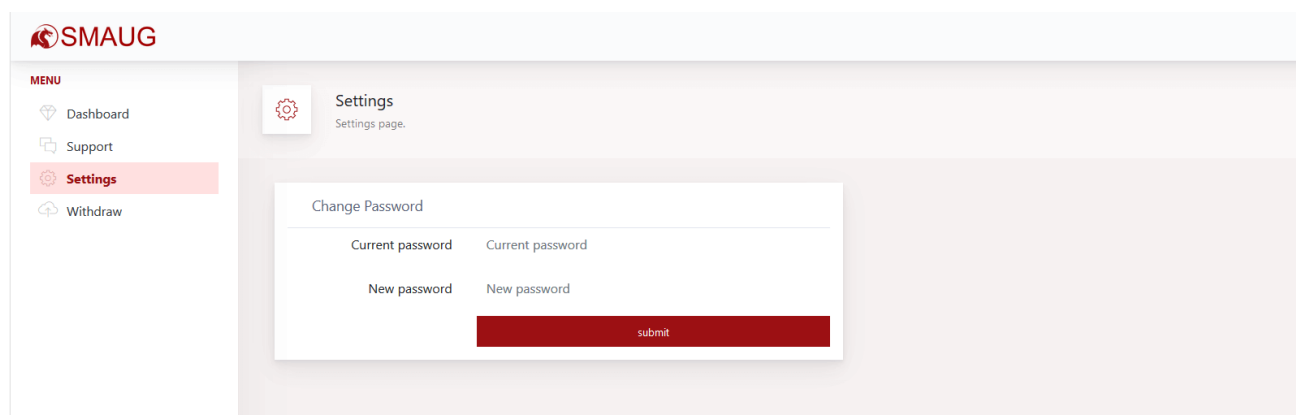 SMAUG
MENU
Dashboard
Support
Settings
Withdraw
Settings
Settings page.
Change Password
Current password Current password
New password New password
submit